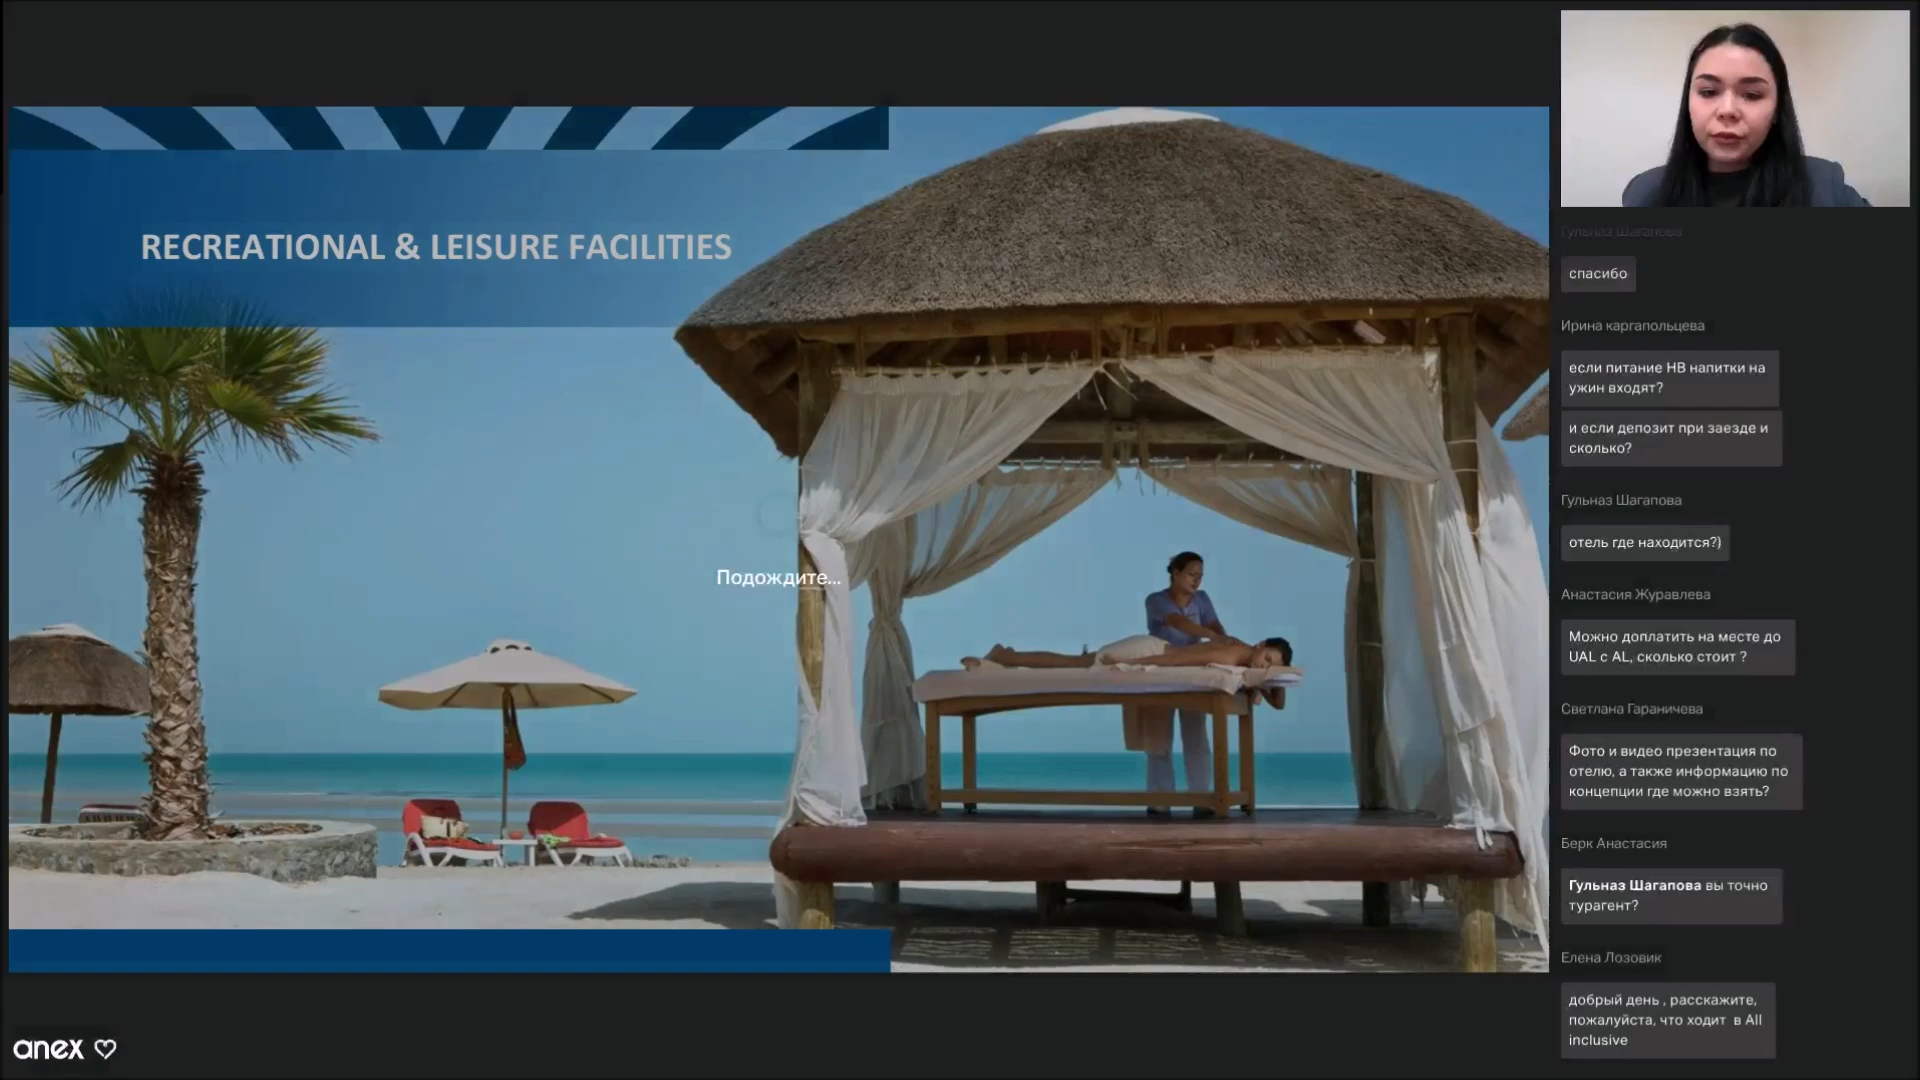 RECREATIONAL & LEISURE FACILITIES
Подождите...
anex
Гульназ Шагапова
спасибо
Ирина каргапольцева
если питание HB напитки на
ужин входят?
и если депозит при заезде и
сколько?
Гульназ Шагапова
отель где находится?)
Анастасия Журавлева
Можно доплатить на месте до
UAL с AL, сколько стоит ?
Светлана Гараничева
Фото и видео презентация по
отелю, а также информацию по
концепции где можно взять?
Берк Анастасия
Гульназ Шагапова вы точно
турагент?
Елена Лозовик
добрый день , расскажите,
пожалуйста, что ходит в All
inclusive